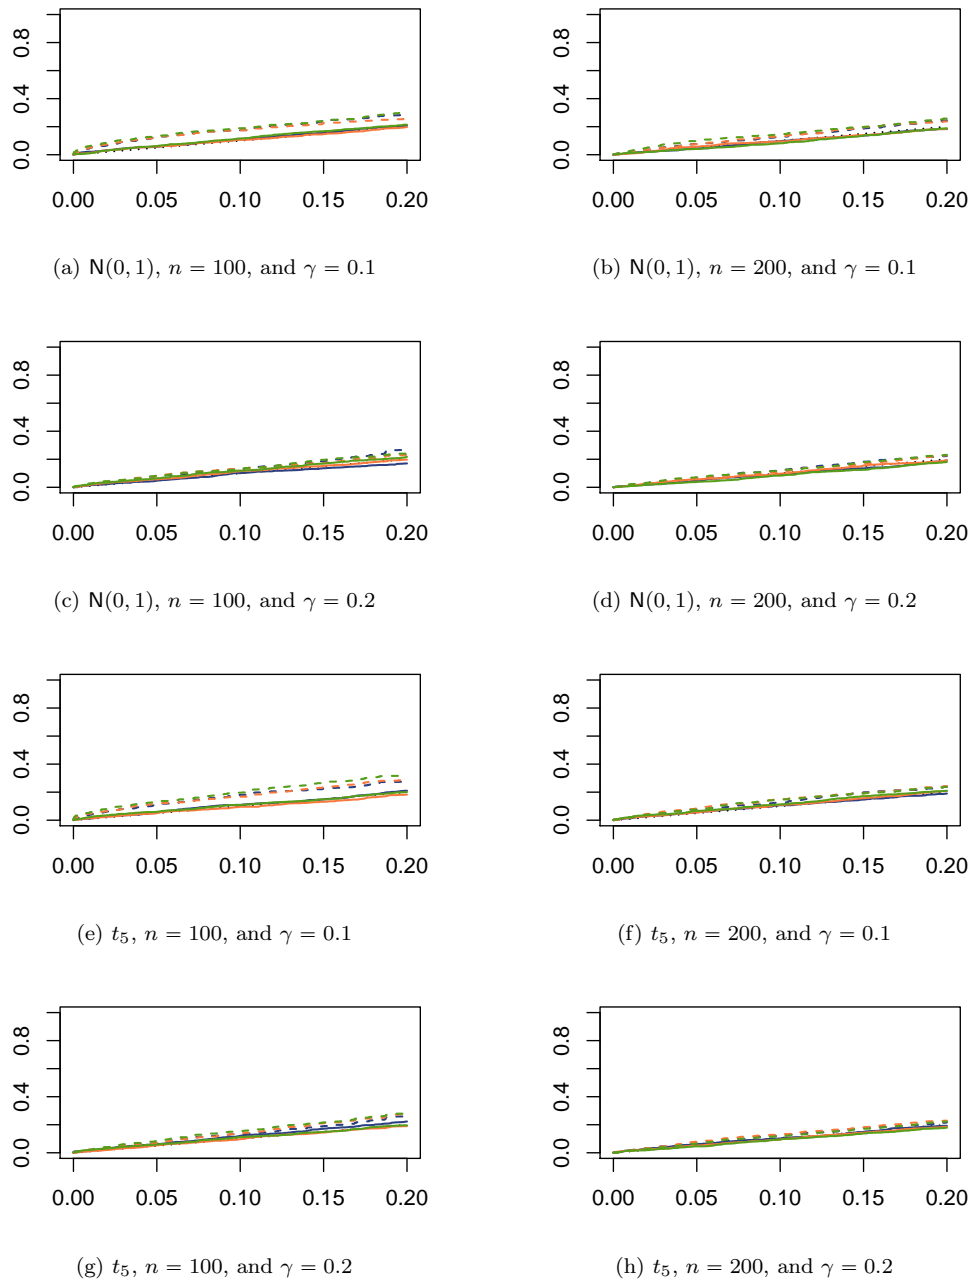 0.0 0.4 0.8
0.00 0.05 0.10 0.15 0.20
(a) N(0, 1), n = 100, and γ = 0.1
0.0 0.4 0.8
0.00 0.05 0.10 0.15 0.20
(b) N(0, 1), n = 200, and γ = 0.1
0.0 0.4 0.8
0.00 0.05 0.10 0.15 0.20
(c) N(0, 1), n = 100, and γ = 0.2
0.0 0.4 0.8
0.00 0.05 0.10 0.15 0.20
(d) N(0, 1), n = 200, and γ = 0.2
0.0 0.4 0.8
0.00 0.05 0.10 0.15 0.20
(e) t₅, n = 100, and γ = 0.1
0.0 0.4 0.8
0.00 0.05 0.10 0.15 0.20
(f) t₅, n = 200, and γ = 0.1
0.0 0.4 0.8
0.00 0.05 0.10 0.15 0.20
(g) t₅, n = 100, and γ = 0.2
0.0 0.4 0.8
0.00 0.05 0.10 0.15 0.20
(h) t₅, n = 200, and γ = 0.2